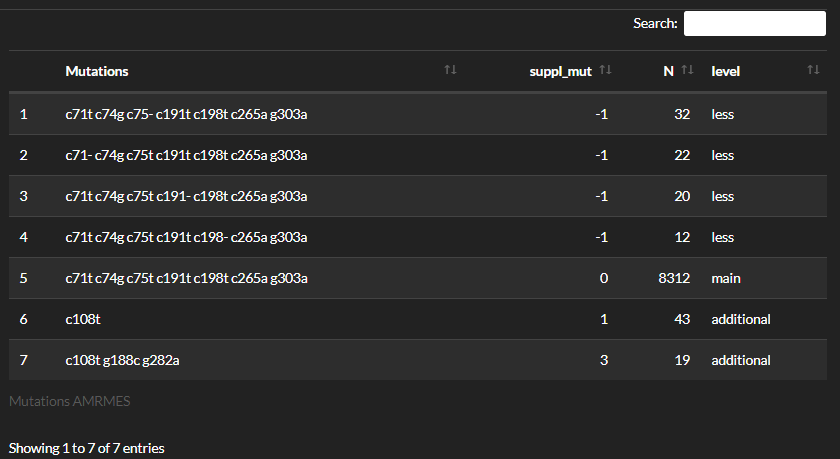 Search:
Mutations suppl_mut N level
1 c71t c74g c75- c191t c198t c265a g303a -1 32 less
2 c71- c74g c75t c191t c198t c265a g303a -1 22 less
3 c71t c74g c75t c191- c198t c265a g303a -1 20 less
4 c71t c74g c75t c191t c198- c265a g303a -1 12 less
5 c71t c74g c75t c191t c198t c265a g303a 0 8312 main
6 c108t 1 43 additional
7 c108t g188c g282a 3 19 additional
Mutations AMRMES
Showing 1 to 7 of 7 entries